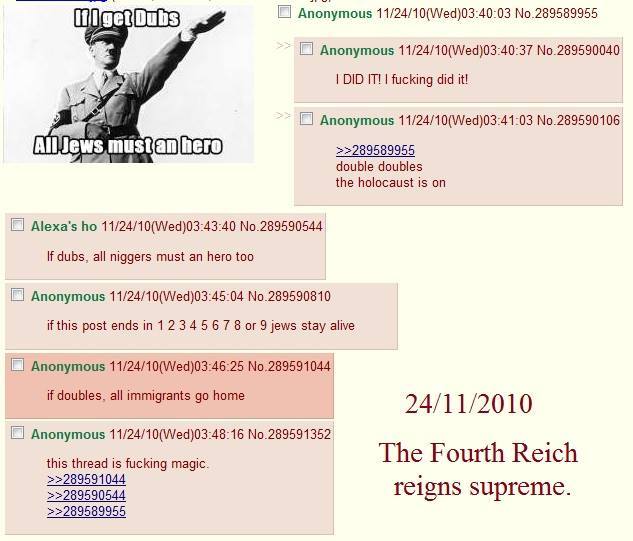 If I get Dubs
All Jews must an hero
Anonymous 11/24/10(Wed)03:40:03 No.289589955
>> Anonymous 11/24/10(Wed)03:40:37 No.289590040
I DID IT! I fucking did it!
>> Anonymous 11/24/10(Wed)03:41:03 No.289590106
>>289589955
double doubles
the holocaust is on
Alexa's ho 11/24/10(Wed)03:43:40 No.289590544
If dubs, all niggers must an hero too
Anonymous 11/24/10(Wed)03:45:04 No.289590810
if this post ends in 1 2 3 4 5 6 7 8 or 9 jews stay alive
Anonymous 11/24/10(Wed)03:46:25 No.289591044
if doubles, all immigrants go home
Anonymous 11/24/10(Wed)03:48:16 No.289591352
this thread is fucking magic.
>>289591044
>>289590544
>>289589955
24/11/2010
The Fourth Reich
reigns supreme.